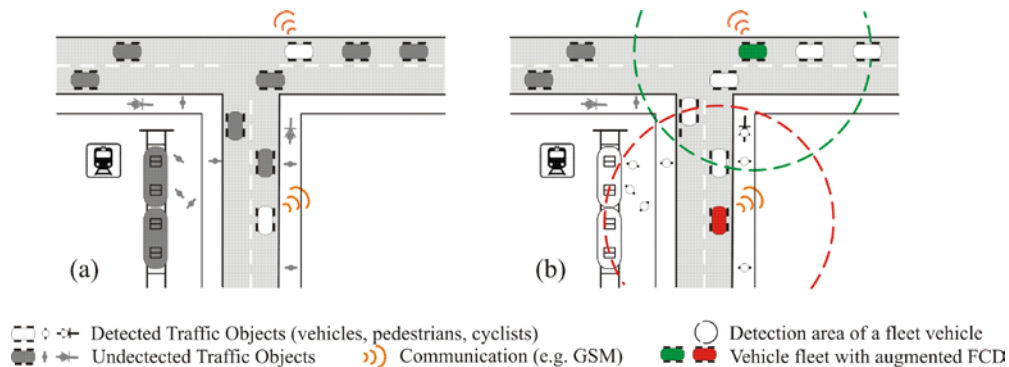 (a)
(b)
Detected Traffic Objects (vehicles, pedestrians, cyclists)
Detection area of a fleet vehicle
Undectected Traffic Objects
Communication (e.g. GSM)
Vehicle fleet with augmented FCD